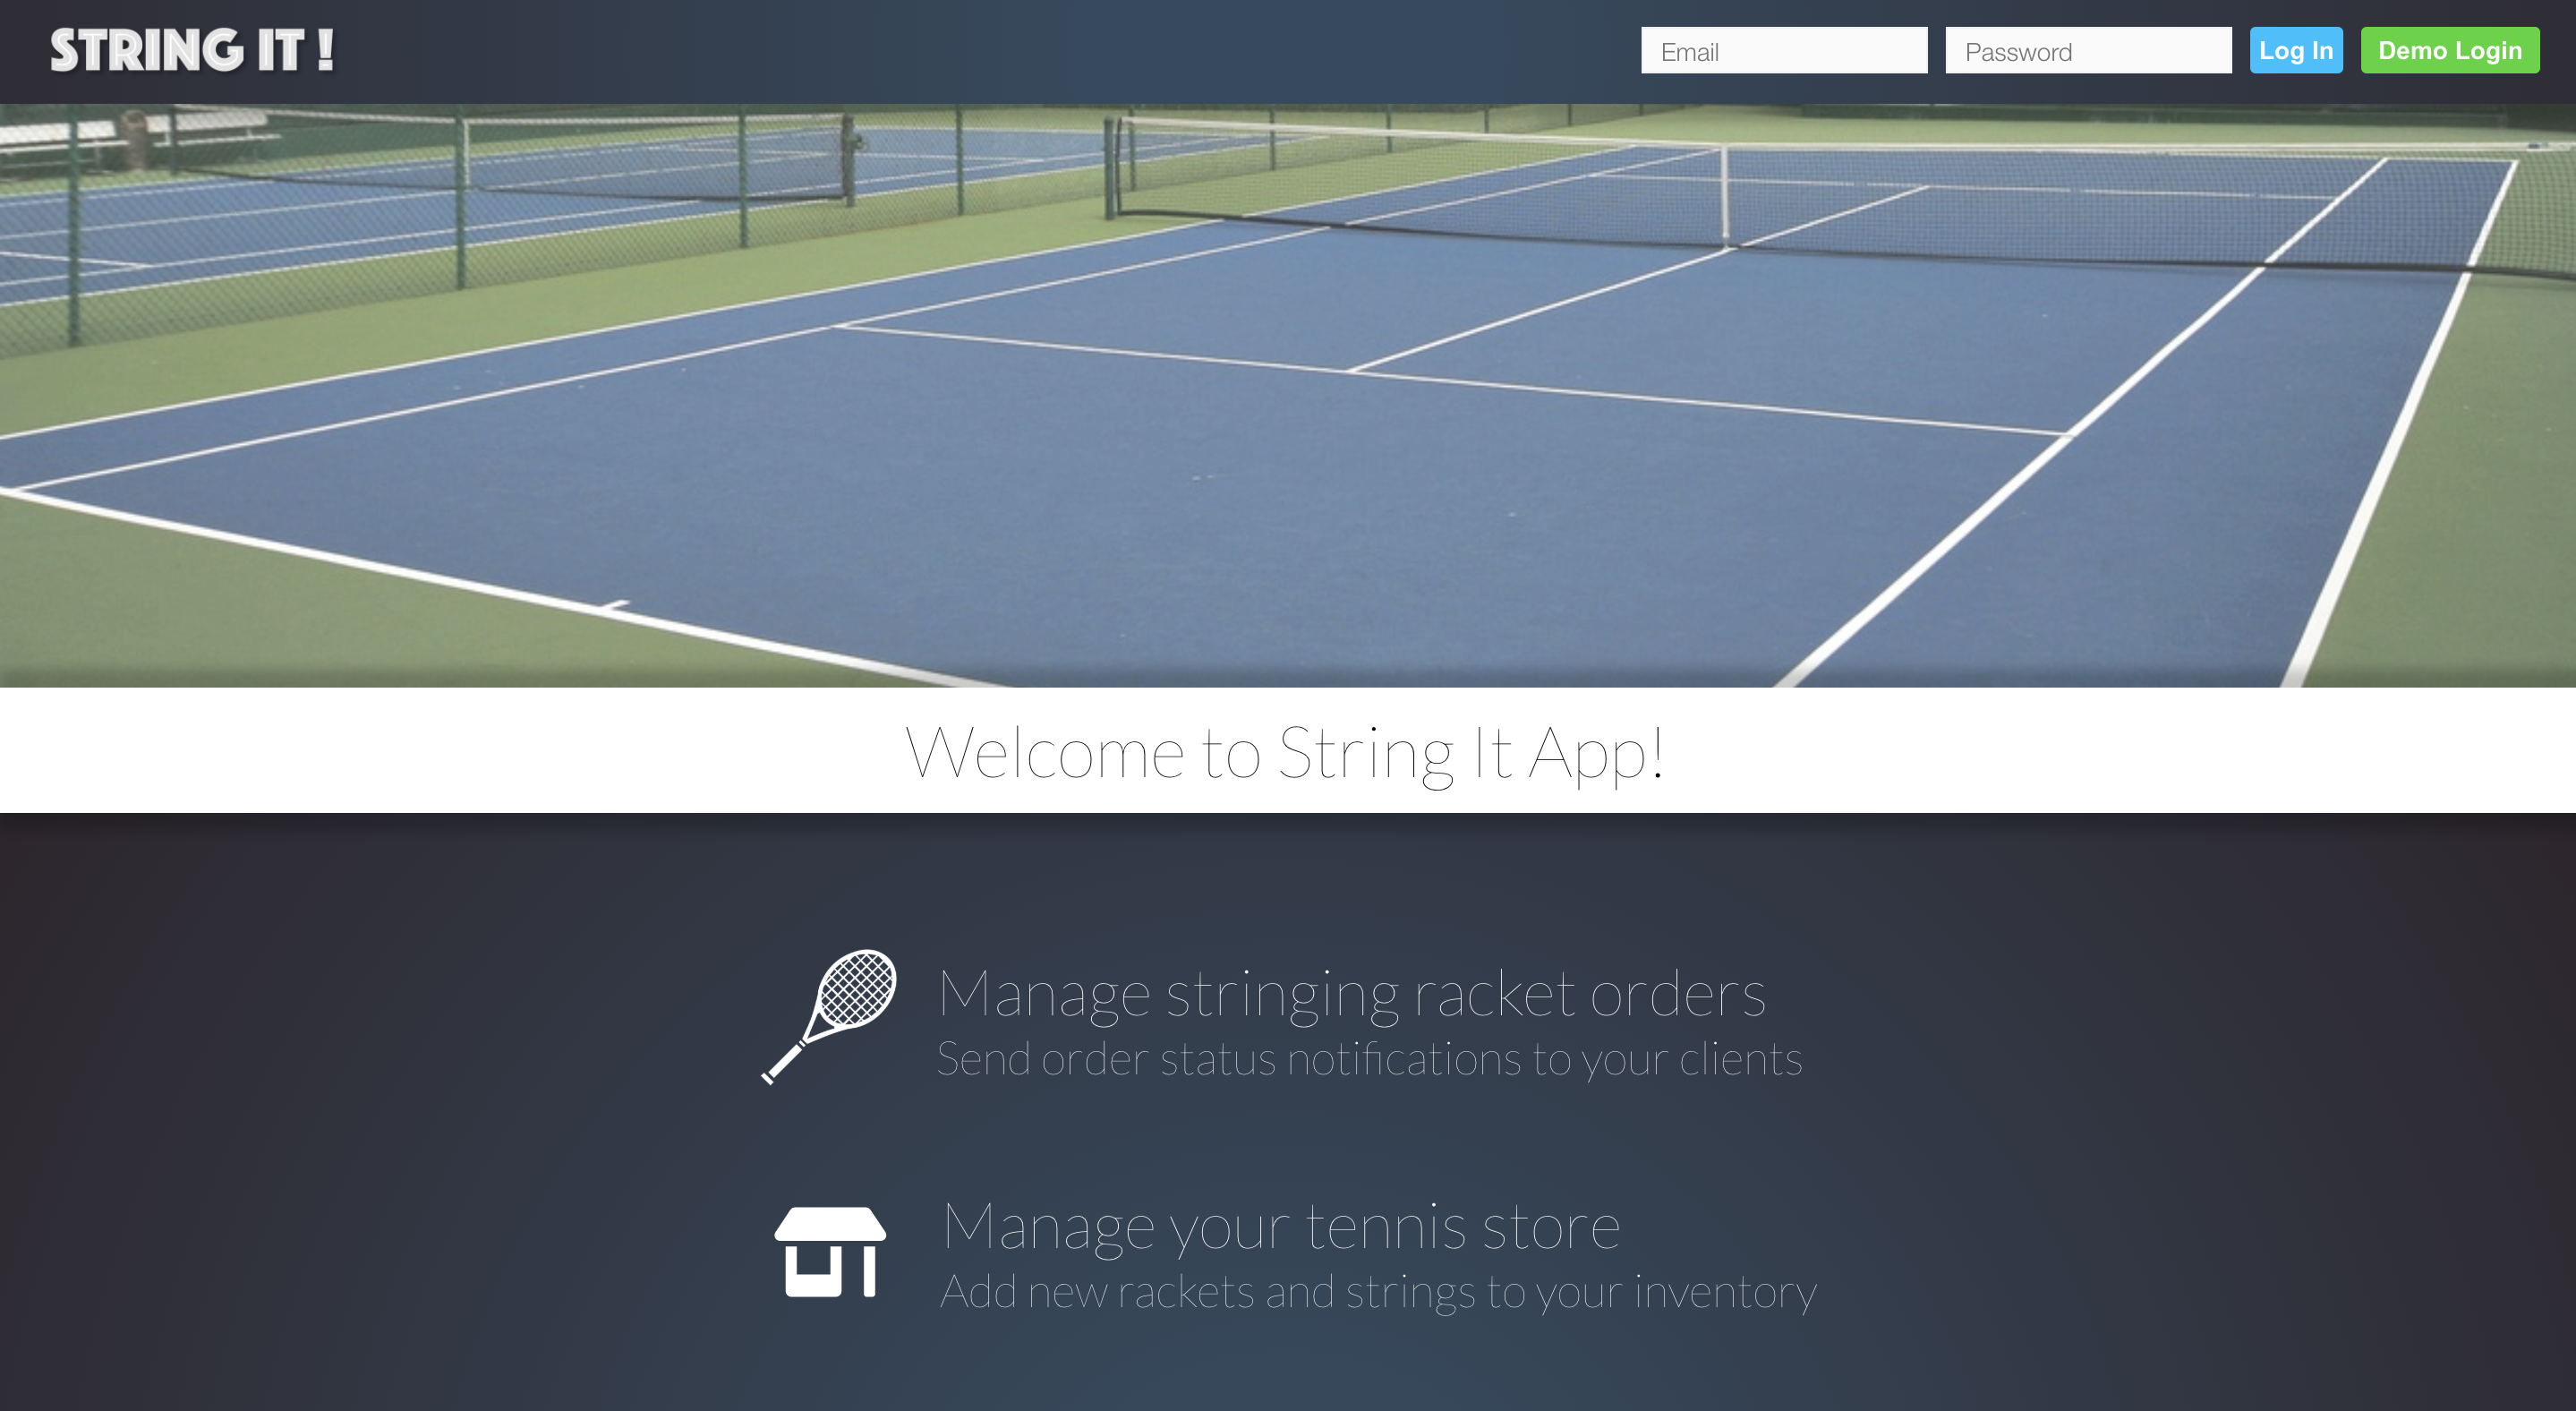 STRING IT !
Email
Password
Log In
Demo Login
Welcome to String It App!
Manage stringing racket orders
Send order status notifications to your clients
Manage your tennis store
Add new rackets and strings to your inventory